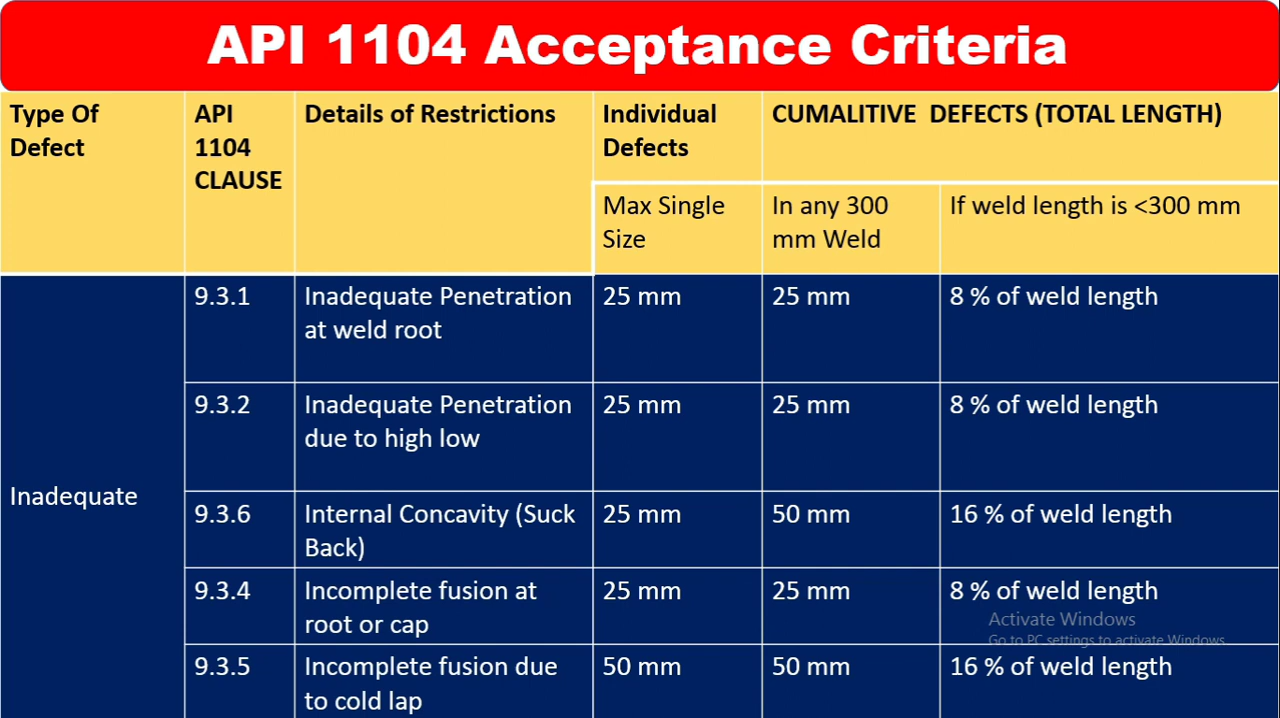 API 1104 Acceptance Criteria
Type Of
Defect
API
1104
CLAUSE
Details of Restrictions
Individual
Defects
CUMALITIVE DEFECTS (TOTAL LENGTH)
Max Single
Size
In any 300
mm Weld
If weld length is <300 mm
Inadequate
9.3.1
Inadequate Penetration
at weld root
25 mm
25 mm
8 % of weld length
9.3.2
Inadequate Penetration
due to high low
25 mm
25 mm
8 % of weld length
9.3.6
Internal Concavity (Suck
Back)
25 mm
50 mm
16 % of weld length
9.3.4
Incomplete fusion at
root or cap
25 mm
25 mm
8 % of weld length
9.3.5
Incomplete fusion due
to cold lap
50 mm
50 mm
16 % of weld length
Activate Windows
Go to PC settings to activate Windows.